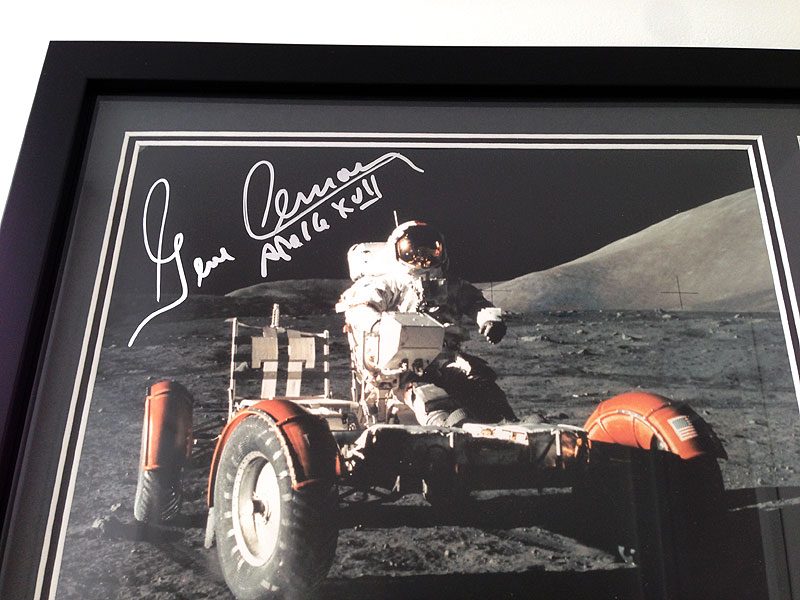 Gene Cernan
Apollo XVII